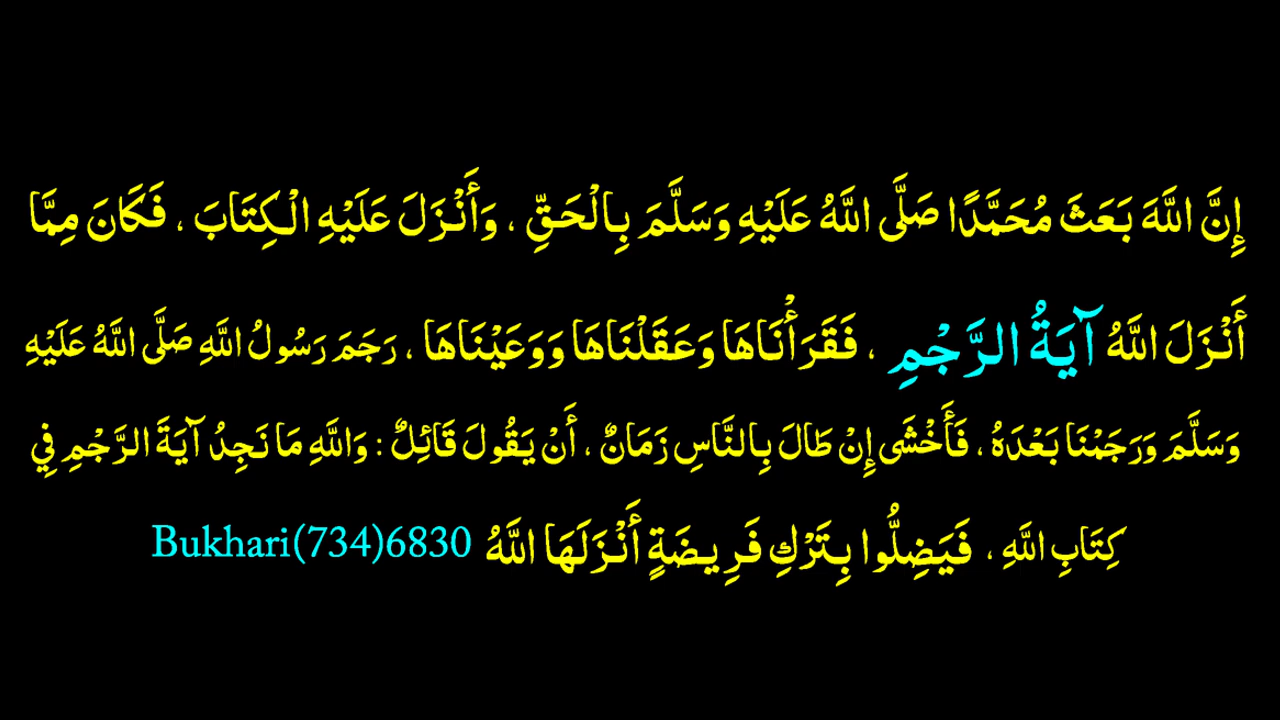 إِنَّ اللَّهَ بَعَثَ مُحَمَّدًا صَلَّى اللَّهُ عَلَيْهِ وَسَلَّمَ بِالْحَقِّ ، وَأَنْزَلَ عَلَيْهِ الْكِتَابَ ، فَكَانَ مِمَّا
أَنْزَلَ اللَّهُ آيَةُ الرَّجْمِ ، فَقَرَأْنَاهَا وَعَقَلْنَاهَا وَوَعَيْنَاهَا ، رَجَمَ رَسُولُ اللَّهِ صَلَّى اللَّهُ عَلَيْهِ
وَسَلَّمَ وَرَجَمْنَا بَعْدَهُ ، فَأَخْشَى إِنْ طَالَ بِالنَّاسِ زَمَانٌ ، أَنْ يَقُولَ قَائِلٌ : وَاللَّهِ مَا نَجِدُ آيَةَ الرَّجْمِ فِي
كِتَابِ اللَّهِ ، فَيَضِلُّوا بِتَرْكِ فَرِيضَةٍ أَنْزَلَهَا اللَّهُ Bukhari(734)6830